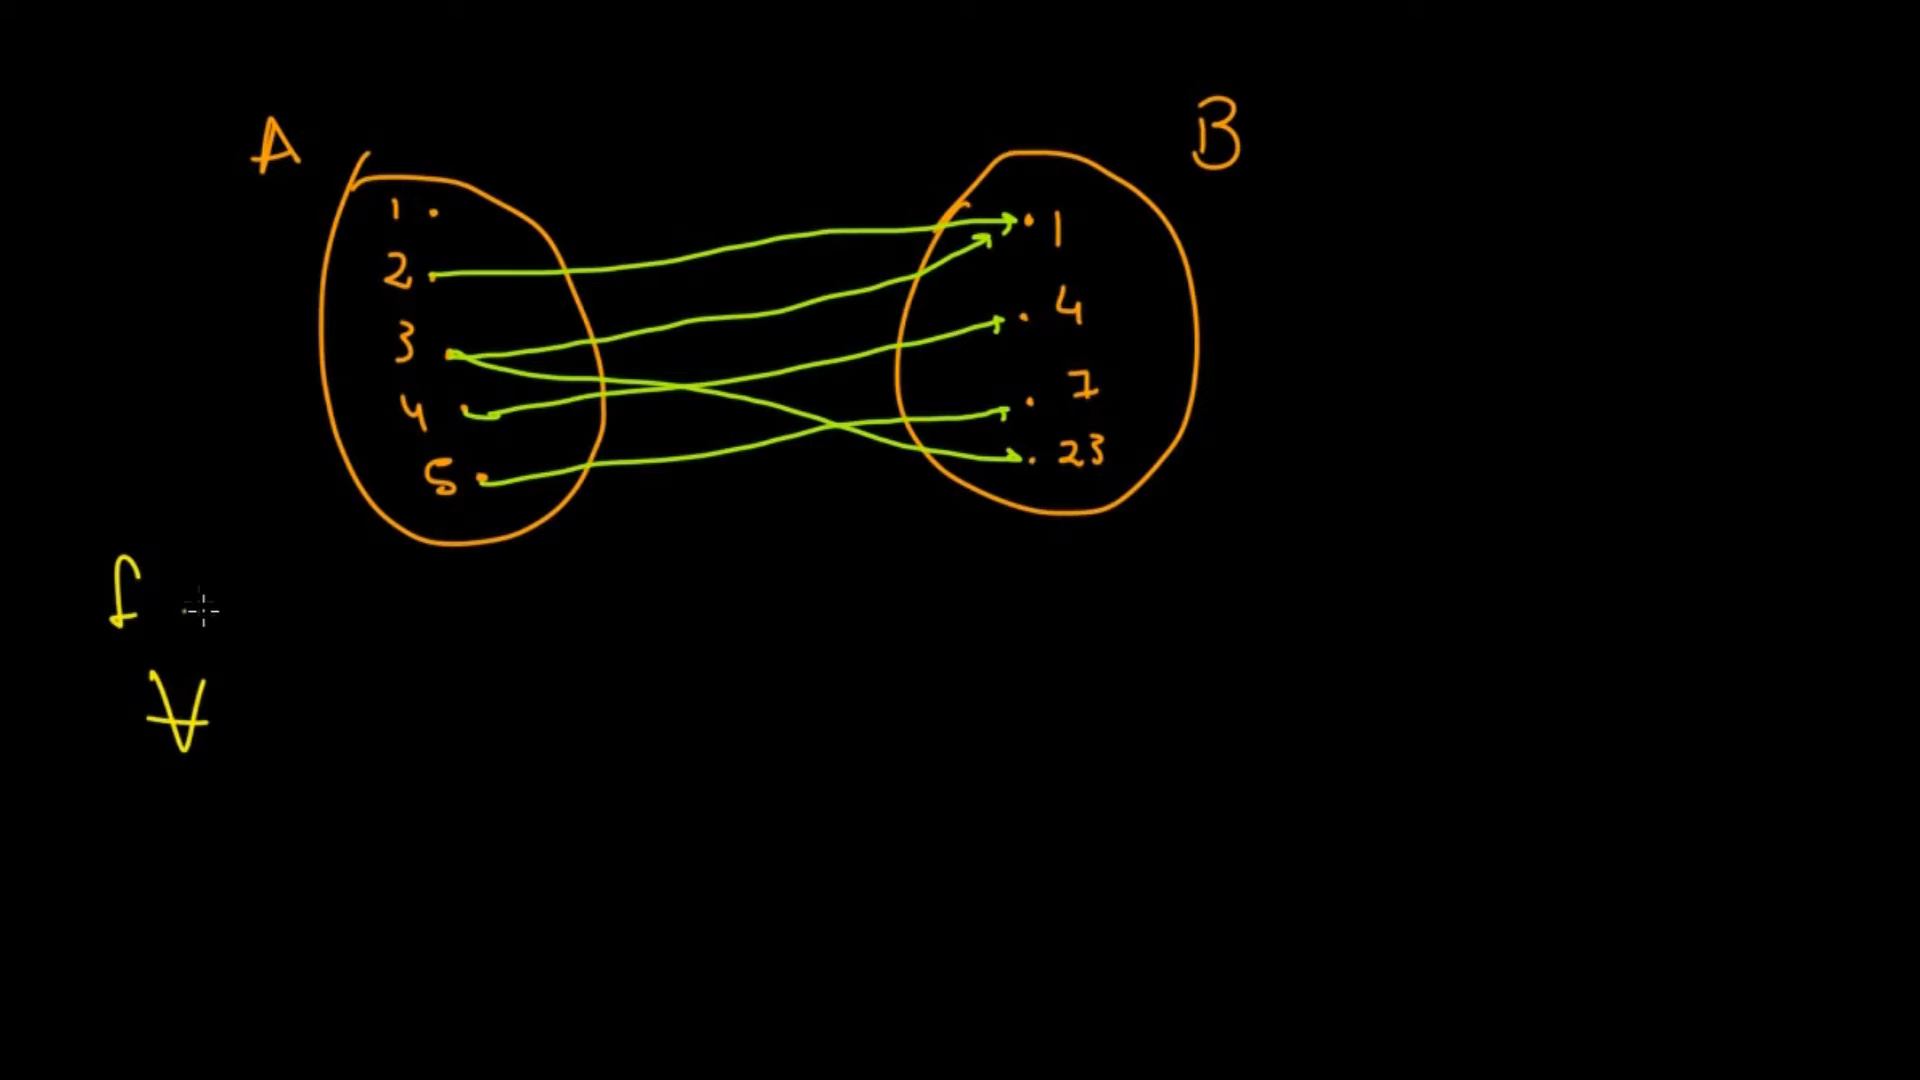 A B
1 . . 1
2 . . 4
3 . . 7
4 . . 23
5 .
f
∀